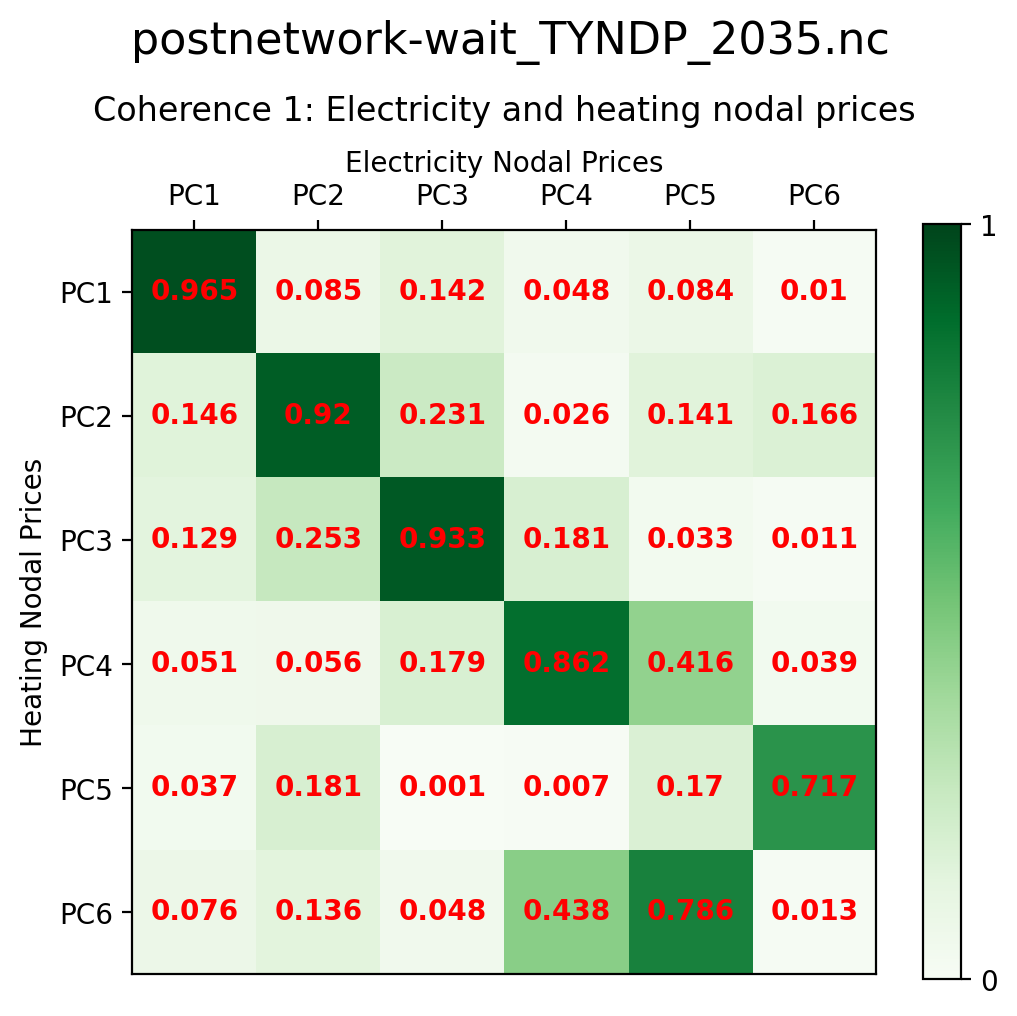 postnetwork-wait_TYNDP_2035.nc
Coherence 1: Electricity and heating nodal prices
Electricity Nodal Prices
PC1 PC2 PC3 PC4 PC5 PC6
Heating Nodal Prices
PC1 0.965 0.085 0.142 0.048 0.084 0.01
PC2 0.146 0.92 0.231 0.026 0.141 0.166
PC3 0.129 0.253 0.933 0.181 0.033 0.011
PC4 0.051 0.056 0.179 0.862 0.416 0.039
PC5 0.037 0.181 0.001 0.007 0.17 0.717
PC6 0.076 0.136 0.048 0.438 0.786 0.013
1
0